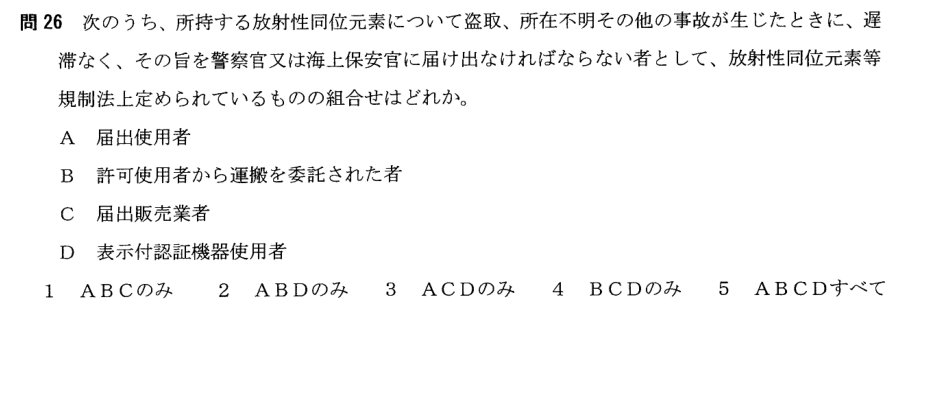 問 26　次のうち、所持する放射性同位元素について盗取、所在不明その他の事故が生じたときに、遅
滞なく、その旨を警察官又は海上保安官に届け出なければならない者として、放射性同位元素等
規制法上定められているものの組合せはどれか。
A　届出使用者
B　許可使用者から運搬を委託された者
C　届出販売業者
D　表示付認証機器使用者
1　ABCのみ　　2　ABDのみ　　3　ACDのみ　　4　BCDのみ　　5　ABCDすべて